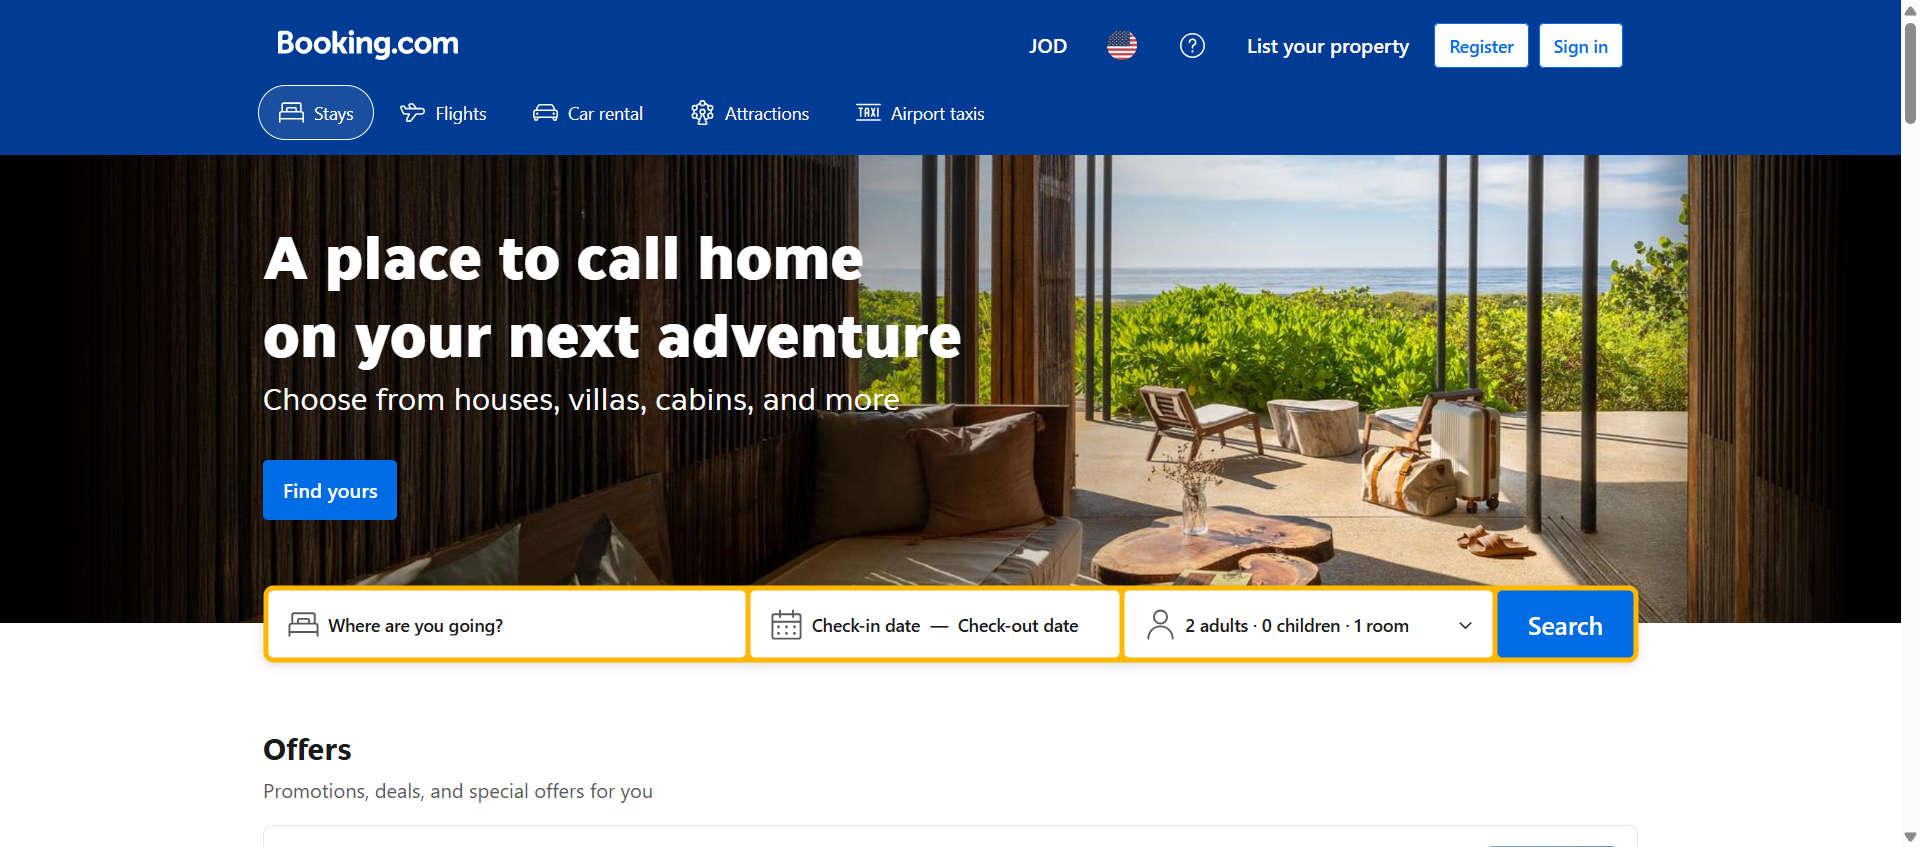 Booking.com
JOD
List your property
Register
Sign in
Stays
Flights
Car rental
Attractions
TAXI Airport taxis
A place to call home
on your next adventure
Choose from houses, villas, cabins, and more
Find yours
Where are you going?
Check-in date — Check-out date
2 adults · 0 children · 1 room
Search
Offers
Promotions, deals, and special offers for you